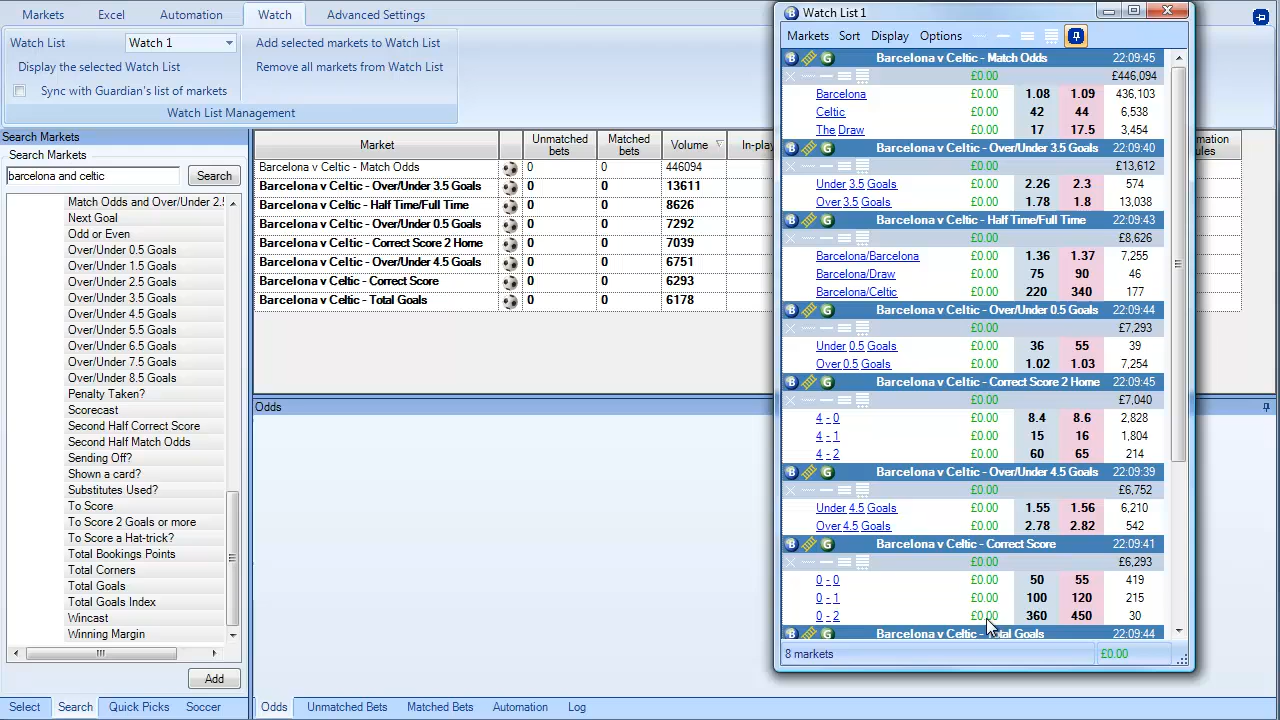 Markets Excel Automation Watch Advanced Settings
Watch List Watch 1 Add selected markets to Watch List
Remove all markets from Watch List
Sync with Guardian's list of markets
Watch List Management
Search Markets
Search Markets
barcelona and celtic Search
Match Odds and Over/Under 2.5
Next Goal
Odd or Even
Over/Under 0.5 Goals
Over/Under 1.5 Goals
Over/Under 2.5 Goals
Over/Under 3.5 Goals
Over/Under 4.5 Goals
Over/Under 5.5 Goals
Over/Under 6.5 Goals
Over/Under 7.5 Goals
Over/Under 8.5 Goals
Penalty Taken?
Scorecast
Second Half Correct Score
Second Half Match Odds
Sending Off?
Shown a card?
Substitutes Used?
To Score
To Score 2 Goals or more
To Score a Hat-trick?
Total Bookings Points
Total Corners
Total Goals
Total Goals Index
Wincast
Winning Margin
Add
Select Search Quick Picks Soccer
Market Unmatched bets Matched bets Volume In-play
Barcelona v Celtic - Match Odds 0 0 446094
Barcelona v Celtic - Over/Under 3.5 Goals 0 0 13611
Barcelona v Celtic - Half Time/Full Time 0 0 8626
Barcelona v Celtic - Over/Under 0.5 Goals 0 0 7292
Barcelona v Celtic - Correct Score 2 Home 0 0 7039
Barcelona v Celtic - Over/Under 4.5 Goals 0 0 6751
Barcelona v Celtic - Correct Score 0 0 6293
Barcelona v Celtic - Total Goals 0 0 6178
Odds
Odds Unmatched Bets Matched Bets Automation Log
Watch List 1
Markets Sort Display Options
Barcelona v Celtic - Match Odds 22:09:45
£0.00 £446,094
Barcelona £0.00 1.08 1.09 436,103
Celtic £0.00 42 44 6,538
The Draw £0.00 17 17.5 3,454
Barcelona v Celtic - Over/Under 3.5 Goals 22:09:40
£0.00 £13,612
Under 3.5 Goals £0.00 2.26 2.3 574
Over 3.5 Goals £0.00 1.78 1.8 13,038
Barcelona v Celtic - Half Time/Full Time 22:09:43
£0.00 £8,626
Barcelona/Barcelona £0.00 1.36 1.37 7,255
Barcelona/Draw £0.00 75 90 46
Barcelona/Celtic £0.00 220 340 177
Barcelona v Celtic - Over/Under 0.5 Goals 22:09:44
£0.00 £7,293
Under 0.5 Goals £0.00 36 55 39
Over 0.5 Goals £0.00 1.02 1.03 7,254
Barcelona v Celtic - Correct Score 2 Home 22:09:45
£0.00 £7,040
4 - 0 £0.00 8.4 8.6 2,828
4 - 1 £0.00 15 16 1,804
4 - 2 £0.00 60 65 214
Barcelona v Celtic - Over/Under 4.5 Goals 22:09:39
£0.00 £6,752
Under 4.5 Goals £0.00 1.55 1.56 6,210
Over 4.5 Goals £0.00 2.78 2.82 542
Barcelona v Celtic - Correct Score 22:09:41
£0.00 £6,293
0 - 0 £0.00 50 55 419
0 - 1 £0.00 100 120 215
0 - 2 £0.00 360 450 30
Barcelona v Celtic - Total Goals 22:09:44
8 markets £0.00